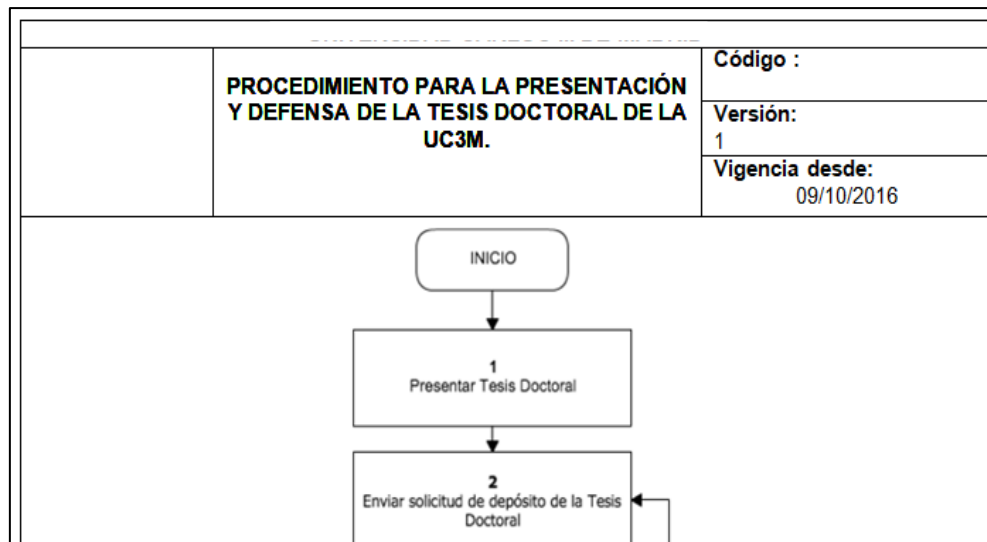 PROCEDIMIENTO PARA LA PRESENTACIÓN
Y DEFENSA DE LA TESIS DOCTORAL DE LA
UC3M.
Código :
Versión:
1
Vigencia desde:
09/10/2016
INICIO
1
Presentar Tesis Doctoral
2
Enviar solicitud de depósito de la Tesis
Doctoral